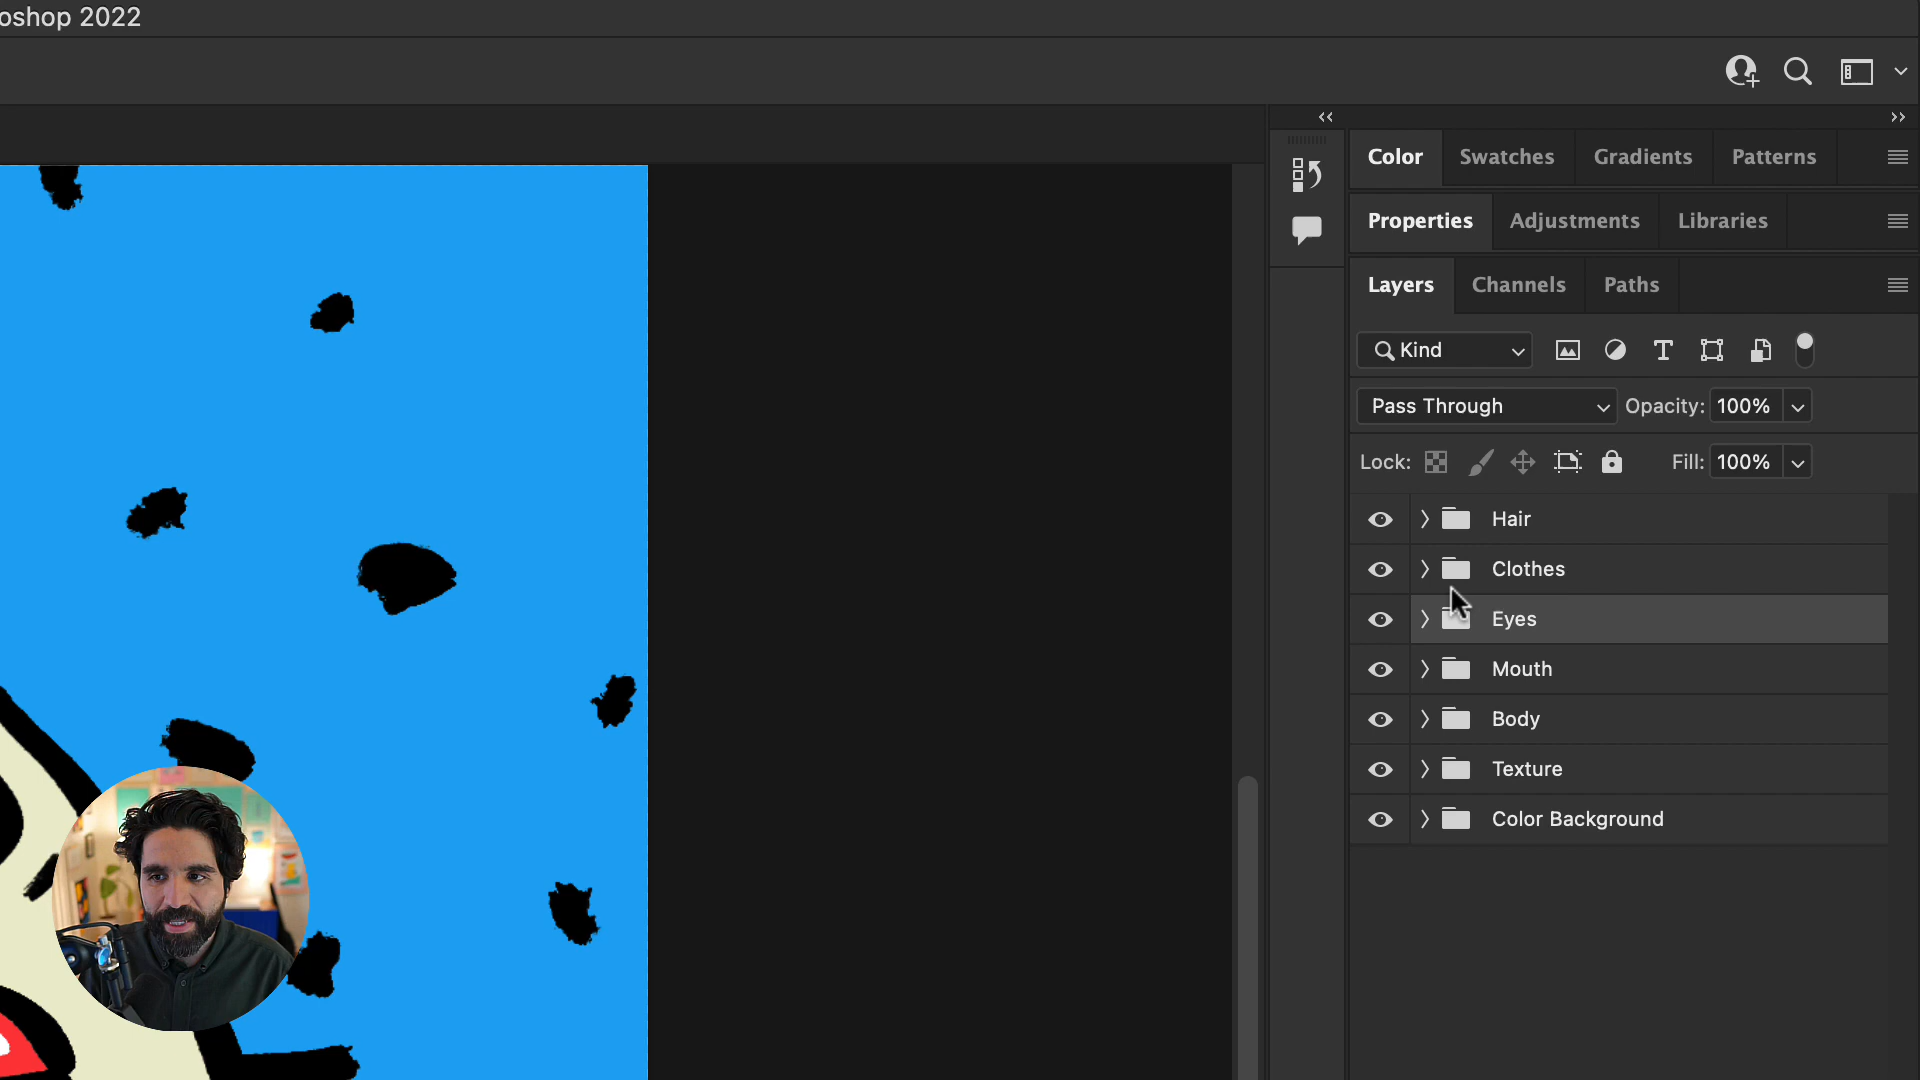 oshop 2022
Color Swatches Gradients Patterns
Properties Adjustments Libraries
Layers Channels Paths
Kind
Pass Through Opacity: 100%
Lock: Fill: 100%
Hair
Clothes
Eyes
Mouth
Body
Texture
Color Background